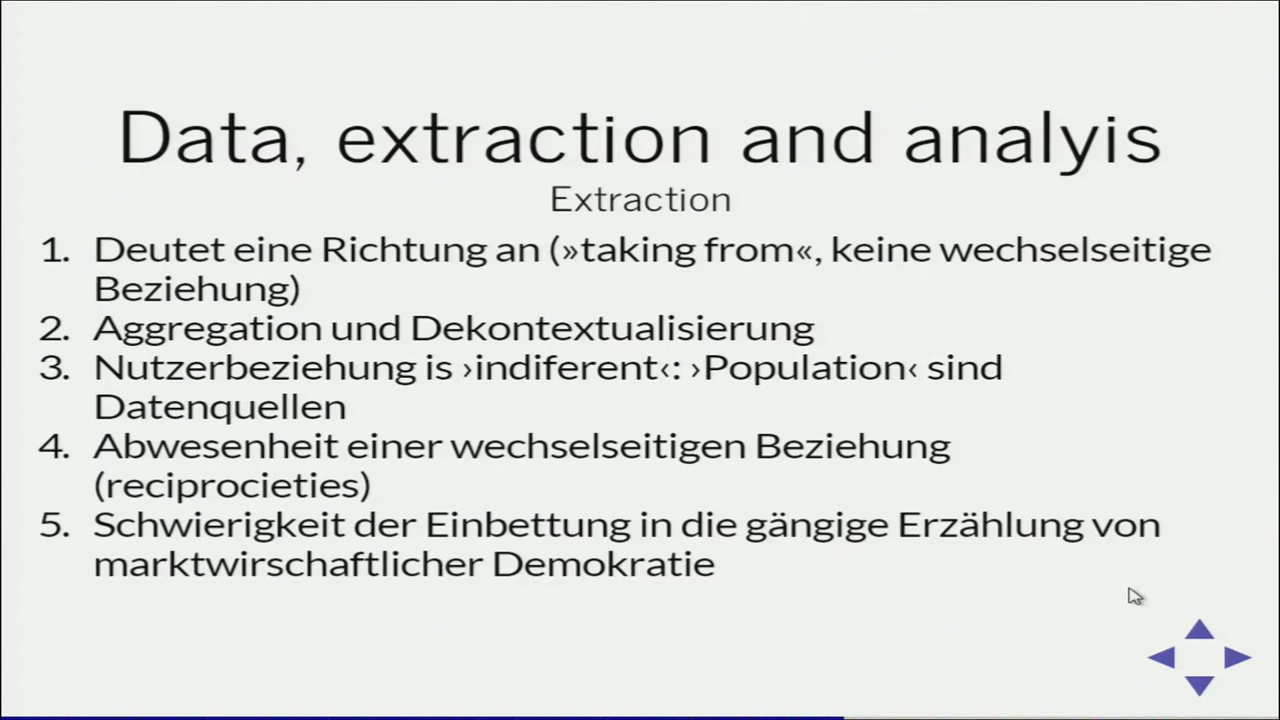 Data, extraction and analyis
Extraction
1. Deutet eine Richtung an (»taking from«, keine wechselseitige
Beziehung)
2. Aggregation und Dekontextualisierung
3. Nutzerbeziehung is ›indiferent‹: ›Population‹ sind
Datenquellen
4. Abwesenheit einer wechselseitigen Beziehung
(reciprocieties)
5. Schwierigkeit der Einbettung in die gängige Erzählung von
marktwirschaftlicher Demokratie